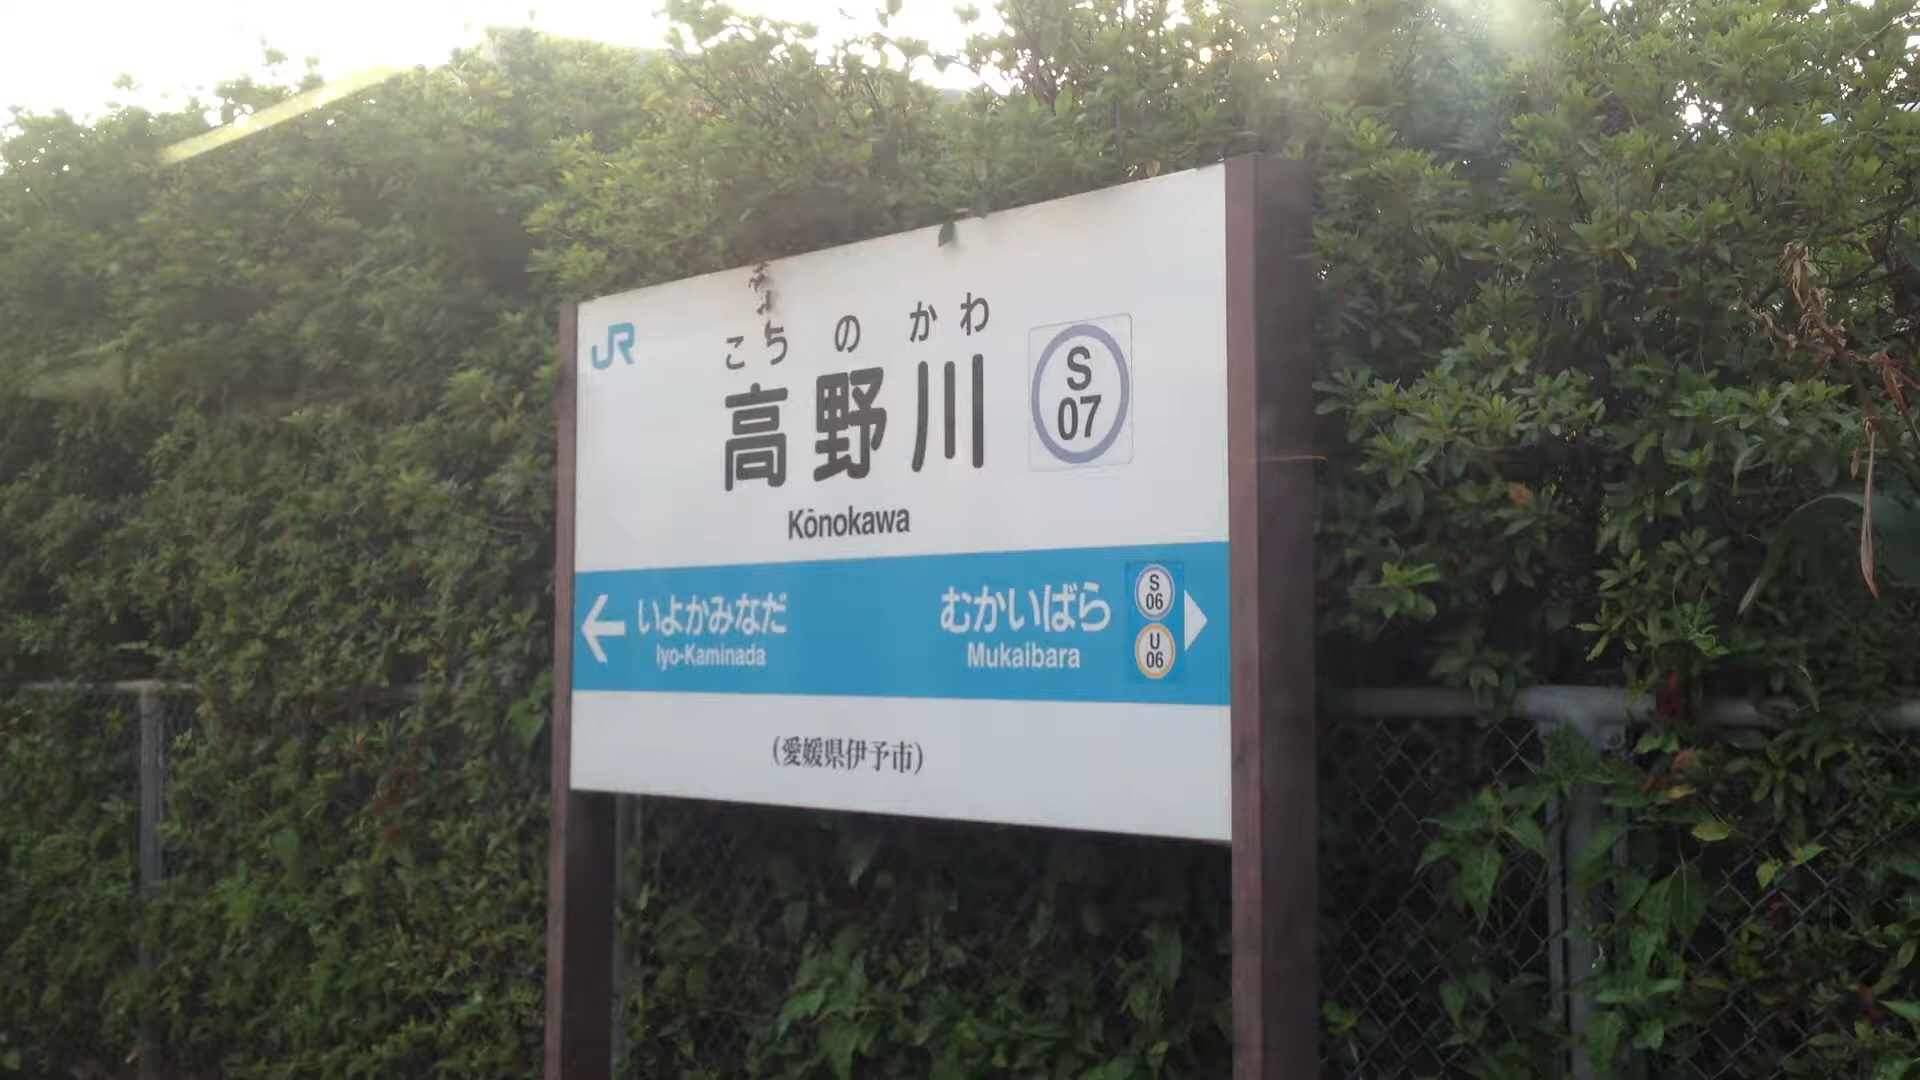 JR
こうのかわ
高野川
S
07
Kōnokawa
いよかみなだ
Iyo-Kaminada
むかいばら
Mukaibara
S
06
U
06
(愛媛県伊予市)